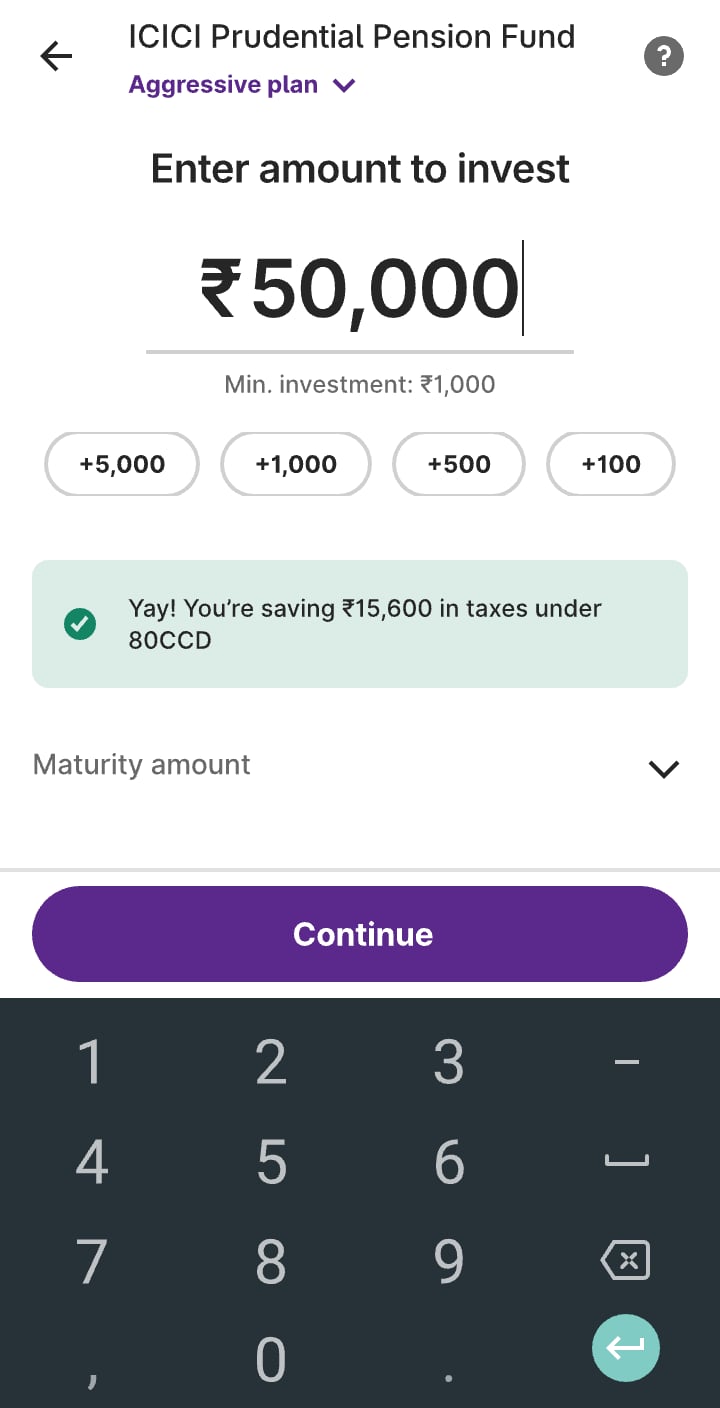 ICICI Prudential Pension Fund
?
Aggressive plan
Enter amount to invest
₹50,000
Min. investment: ₹1,000
+5,000 +1,000 +500 +100
Yay! You’re saving ₹15,600 in taxes under
80CCD
Maturity amount
Continue
1 2 3 –
4 5 6
7 8 9
, 0 .